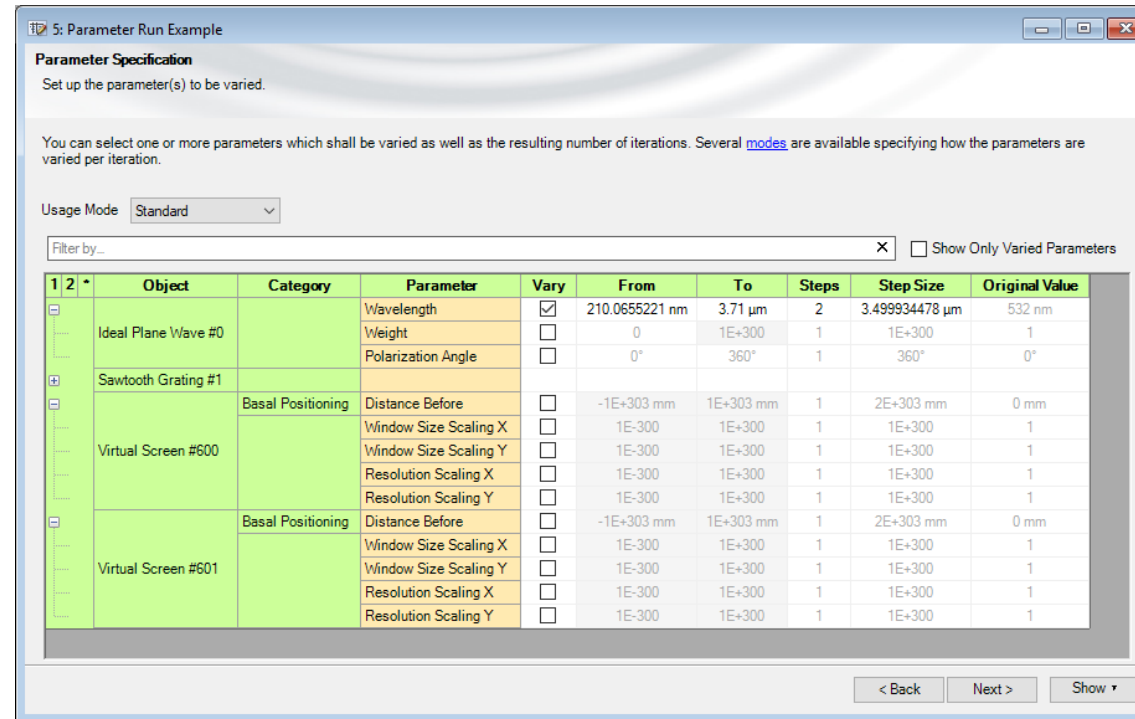 5: Parameter Run Example
Parameter Specification
Set up the parameter(s) to be varied.
You can select one or more parameters which shall be varied as well as the resulting number of iterations. Several modes are available specifying how the parameters are
varied per iteration.
Usage Mode Standard
Filter by... × Show Only Varied Parameters
1 2 * Object Category Parameter Vary From To Steps Step Size Original Value
Wavelength 210.0655221 nm 3.71 µm 2 3.499934478 µm 532 nm
Ideal Plane Wave #0 Weight 0 1E+300 1 1E+300 1
Polarization Angle 0° 360° 1 360° 0°
Sawtooth Grating #1
Basal Positioning Distance Before -1E+303 mm 1E+303 mm 1 2E+303 mm 0 mm
Window Size Scaling X 1E-300 1E+300 1 1E+300 1
Virtual Screen #600 Window Size Scaling Y 1E-300 1E+300 1 1E+300 1
Resolution Scaling X 1E-300 1E+300 1 1E+300 1
Resolution Scaling Y 1E-300 1E+300 1 1E+300 1
Basal Positioning Distance Before -1E+303 mm 1E+303 mm 1 2E+303 mm 0 mm
Window Size Scaling X 1E-300 1E+300 1 1E+300 1
Virtual Screen #601 Window Size Scaling Y 1E-300 1E+300 1 1E+300 1
Resolution Scaling X 1E-300 1E+300 1 1E+300 1
Resolution Scaling Y 1E-300 1E+300 1 1E+300 1
< Back Next > Show